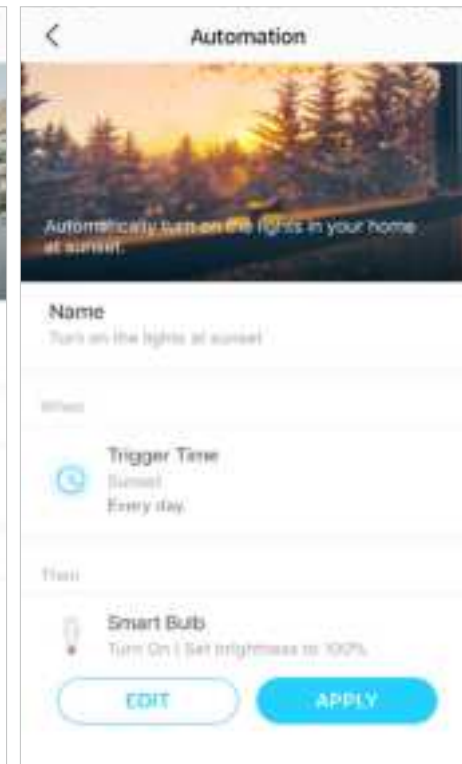 Automation
Automatically turn on the lights in your home
at sunset.
Name
Turn on the lights at sunset
When
Trigger Time
Sunset
Every day
Then
Smart Bulb
Turn On | Set brightness to 100%
EDIT
APPLY